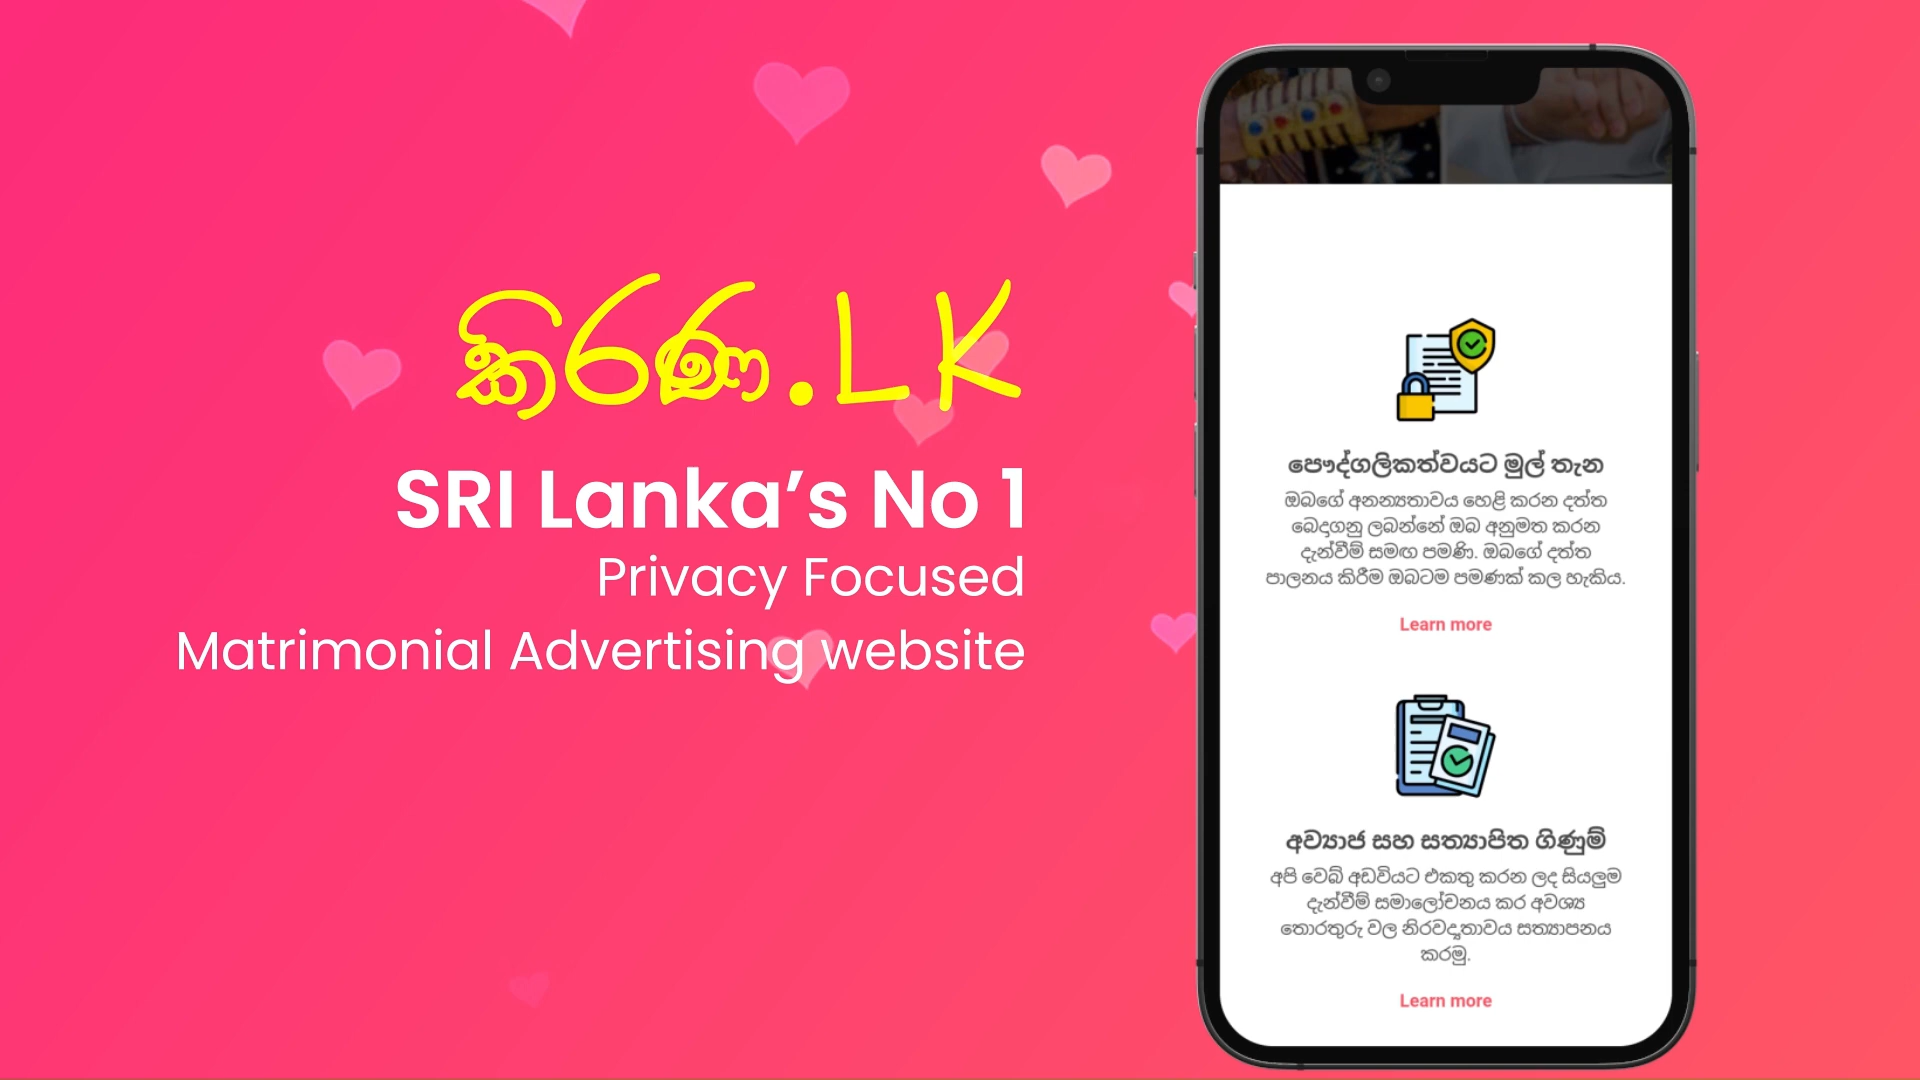 කිරණ.LK
SRI Lanka’s No 1
Privacy Focused
Matrimonial Advertising website
පෞද්ගලිකත්වයට මුල් තැන
ඔබගේ අනන්‍යතාවය හෙළි කරන දත්ත
බෙදාගනු ලබන්නේ ඔබ අනුමත කරන
දැන්වීම් සමඟ පමණි. ඔබගේ දත්ත
පාලනය කිරීම ඔබටම පමණක් කල හැකිය.
Learn more
අව්‍යාජ සහ සත්‍යාපිත ගිණුම්
අපි වෙබ් අඩවියට එකතු කරන ලද සියලුම
දැන්වීම් සමාලෝචනය කර අවශ්‍ය
තොරතුරු වල නිරවද්‍යතාවය සත්‍යාපනය
කරමු.
Learn more